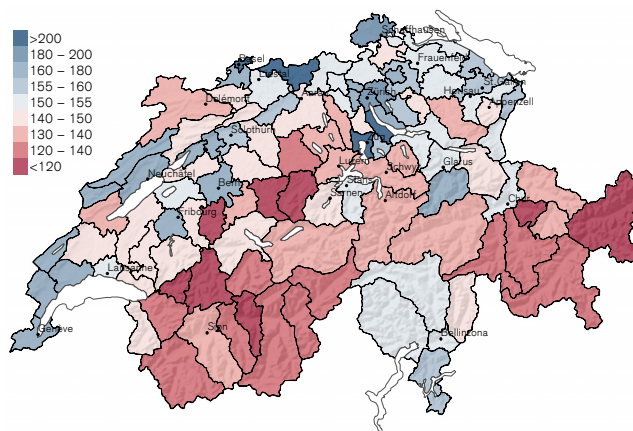 >200
180 – 200
160 – 180
155 – 160
150 – 155
140 – 150
130 – 140
120 – 140
<120
Schaffhausen
Basel
Frauenfeld
Liestal
St.Gallen
Zürich
Herisau
Delémont
Appenzell
Solothurn
Zug
Luzern
Glarus
Neuchâtel
Schwyz
Bern
Stans
Sarnen
Altdorf
Chur
Fribourg
Lausanne
Sion
Bellinzona
Genève